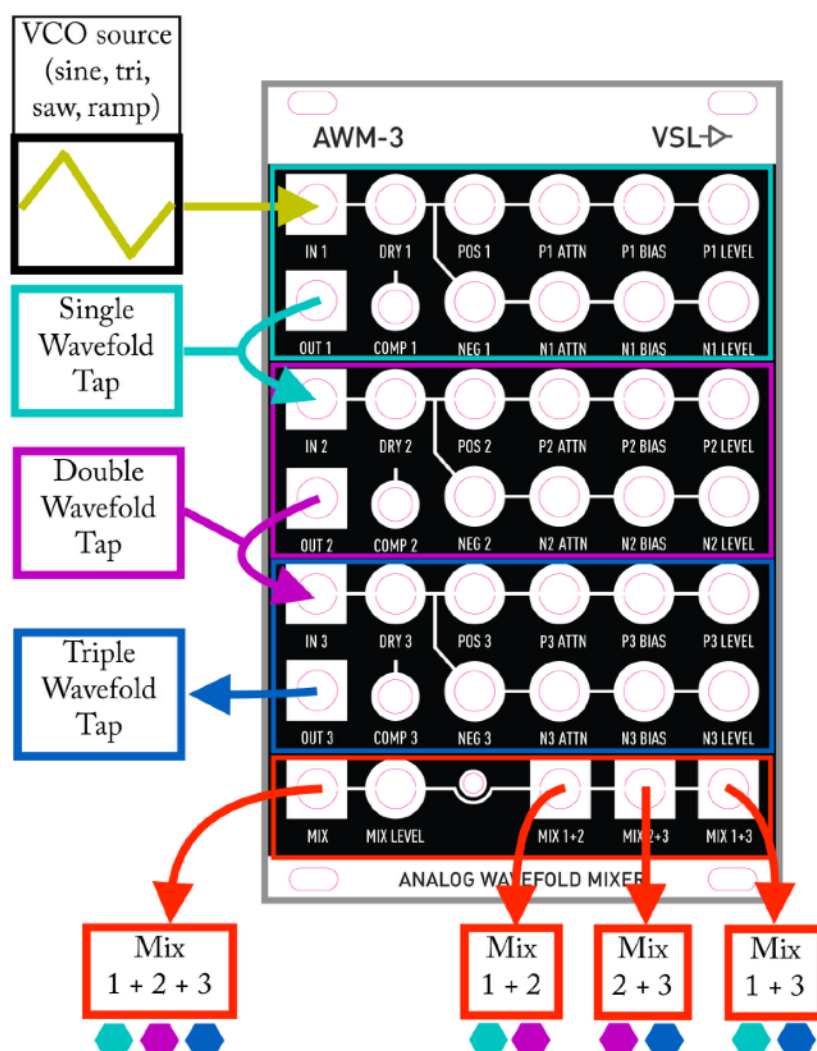 VCO source
(sine, tri,
saw, ramp)
AWM-3 VSL
IN 1 DRY 1 POS 1 P1 ATTN P1 BIAS P1 LEVEL
Single
Wavefold
Tap
OUT 1 COMP 1 NEG 1 N1 ATTN N1 BIAS N1 LEVEL
IN 2 DRY 2 POS 2 P2 ATTN P2 BIAS P2 LEVEL
Double
Wavefold
Tap
OUT 2 COMP 2 NEG 2 N2 ATTN N2 BIAS N2 LEVEL
IN 3 DRY 3 POS 3 P3 ATTN P3 BIAS P3 LEVEL
Triple
Wavefold
Tap
OUT 3 COMP 3 NEG 3 N3 ATTN N3 BIAS N3 LEVEL
MIX MIX LEVEL MIX 1+2 MIX 2+3 MIX 1+3
ANALOG WAVEFOLD MIXER
Mix
1 + 2 + 3
Mix
1 + 2
Mix
2 + 3
Mix
1 + 3